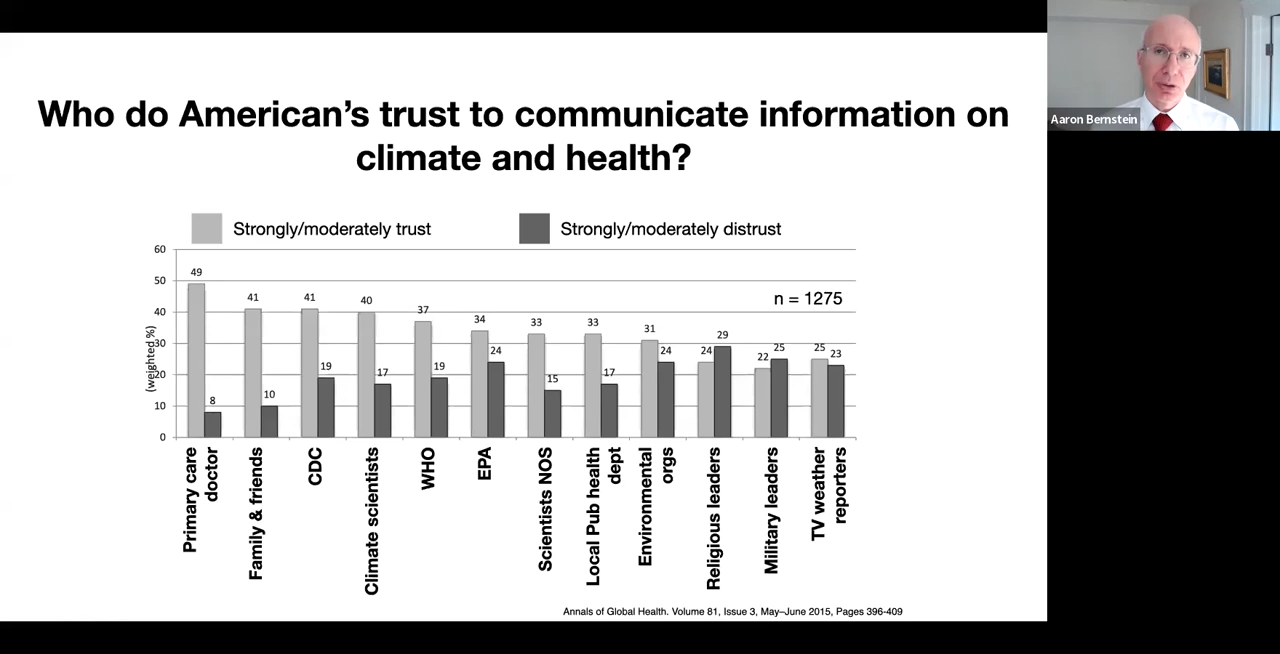 Who do American's trust to communicate information on
climate and health?
Aaron Bernstein
Strongly/moderately trust
Strongly/moderately distrust
n = 1275
(weighted %)
60
50
40
30
20
10
0
49
8
41
10
41
19
40
17
37
19
34
24
33
15
33
17
31
24
24
29
22
25
25
23
Primary care
doctor
Family & friends
CDC
Climate scientists
WHO
EPA
Scientists NOS
Local Pub health
dept
Environmental
orgs
Religious leaders
Military leaders
TV weather
reporters
Annals of Global Health. Volume 81, Issue 3, May–June 2015, Pages 396-409